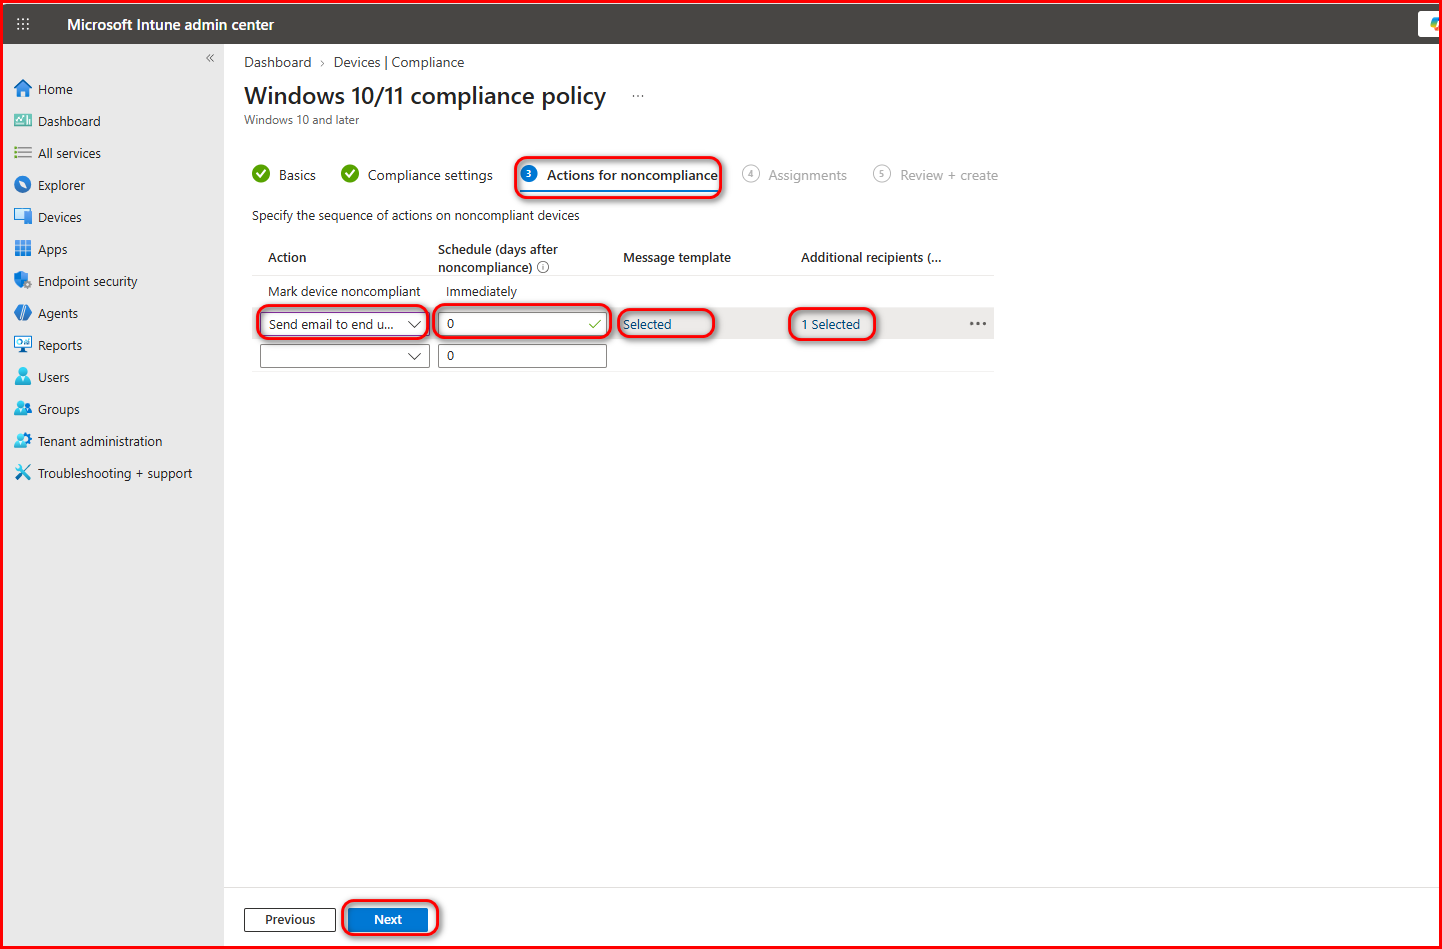 Microsoft Intune admin center
Dashboard > Devices | Compliance
Windows 10/11 compliance policy ...
Windows 10 and later
Home
Dashboard
All services
Explorer
Devices
Apps
Endpoint security
Agents
Reports
Users
Groups
Tenant administration
Troubleshooting + support
Basics
Compliance settings
3 Actions for noncompliance
4 Assignments
5 Review + create
Specify the sequence of actions on noncompliant devices
Action
Schedule (days after
noncompliance)
Message template
Additional recipients (...
Mark device noncompliant
Immediately
Send email to end u...
0
Selected
1 Selected
0
Previous
Next